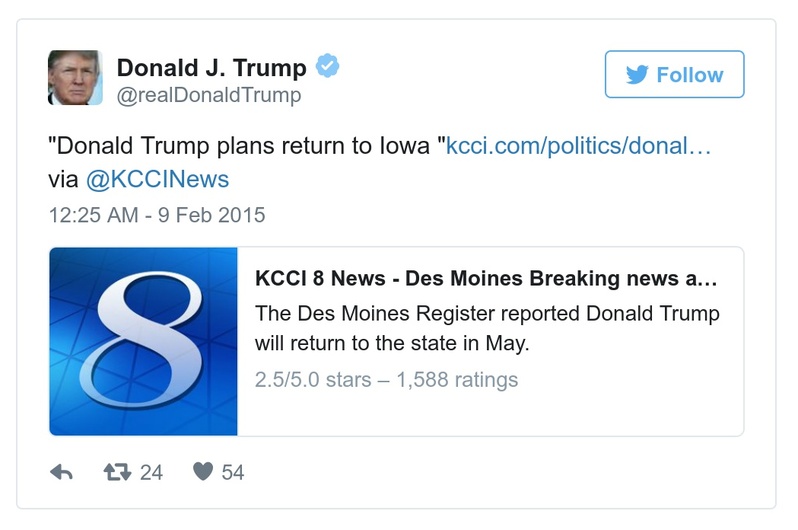 Donald J. Trump
@realDonaldTrump
Follow
"Donald Trump plans return to Iowa "kcci.com/politics/donal…
via @KCCINews
12:25 AM - 9 Feb 2015
8
KCCI 8 News - Des Moines Breaking news a…
The Des Moines Register reported Donald Trump
will return to the state in May.
2.5/5.0 stars – 1,588 ratings
24 54